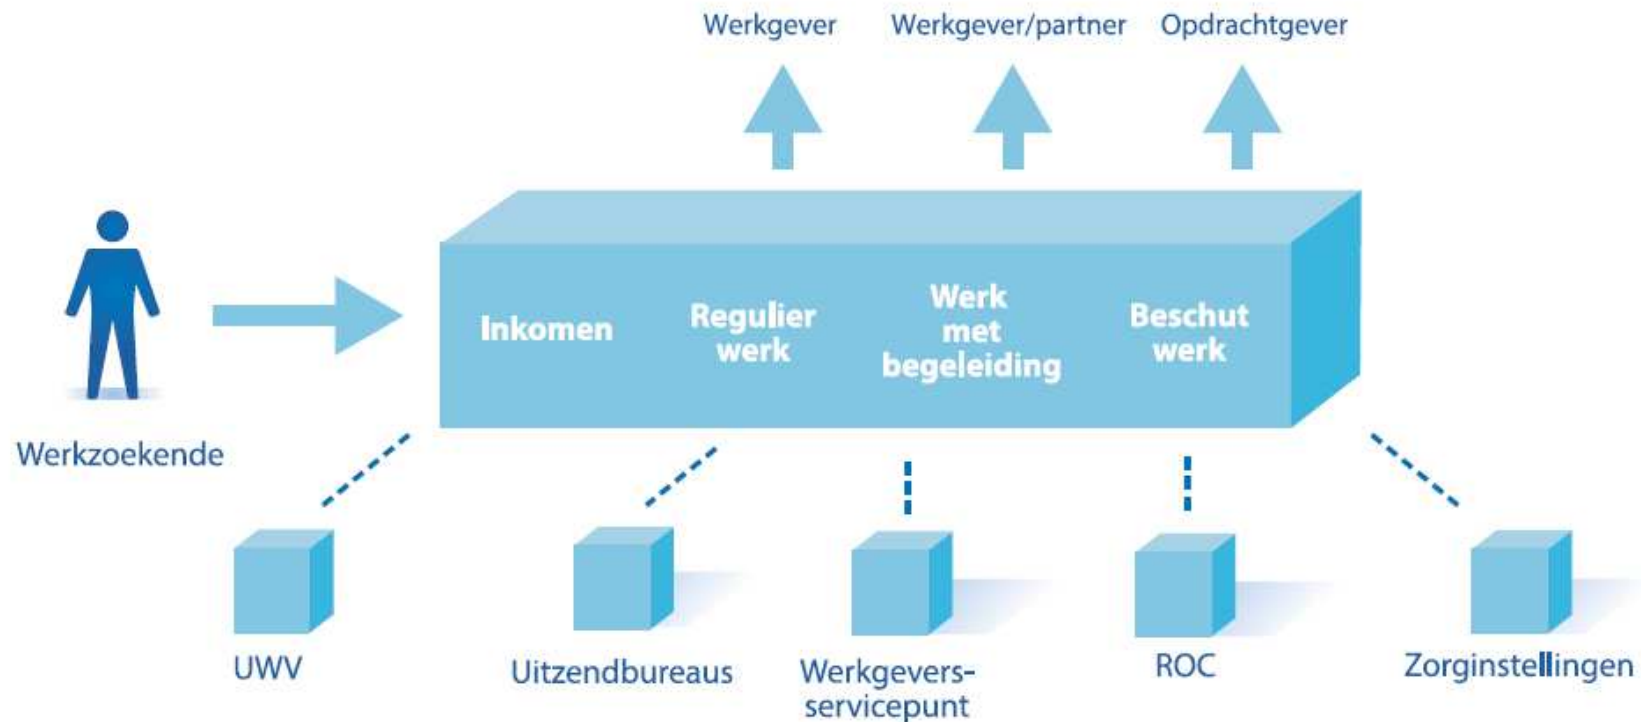 Werkgever
Werkgever/partner
Opdrachtgever
Inkomen
Regulier
werk
Werk
met
begeleiding
Beschut
werk
Werkzoekende
UWV
Uitzendbureaus
Werkgevers-
servicepunt
ROC
Zorginstellingen